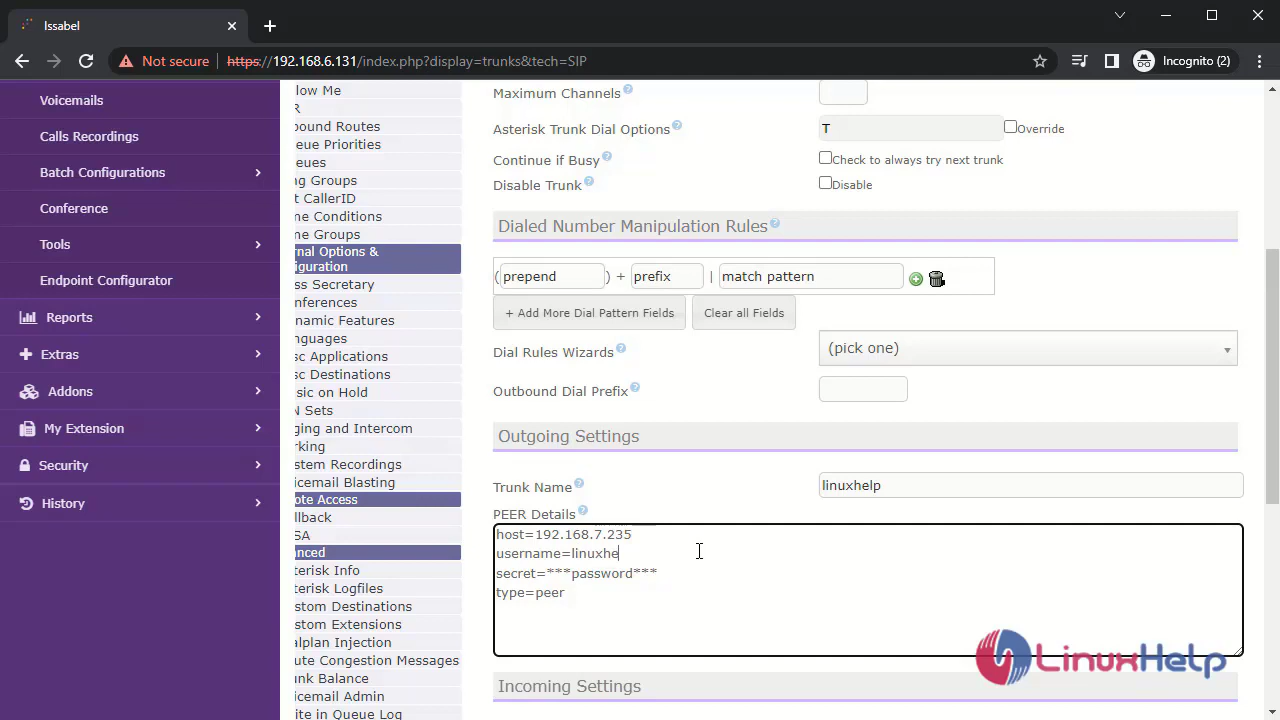 Issabel
Not secure
https://192.168.6.131/index.php?display=trunks&tech=SIP
Incognito (2)
Voicemails
Calls Recordings
Batch Configurations
Conference
Tools
Endpoint Configurator
Reports
Extras
Addons
My Extension
Security
History
low Me
R
bound Routes
eue Priorities
eues
ng Groups
t CallerID
me Conditions
me Groups
rnal Options &
iguration
ss Secretary
nferences
namic Features
nguages
sc Applications
sc Destinations
sic on Hold
N Sets
ging and Intercom
rking
stem Recordings
icemail Blasting
ote Access
llback
SA
anced
terisk Info
terisk Logfiles
stom Destinations
stom Extensions
alplan Injection
ute Congestion Messages
unk Balance
icemail Admin
ite in Queue Log
Maximum Channels
Asterisk Trunk Dial Options
T
Override
Continue if Busy
Check to always try next trunk
Disable Trunk
Disable
Dialed Number Manipulation Rules
(prepend) + prefix | match pattern
+ Add More Dial Pattern Fields
Clear all Fields
Dial Rules Wizards
(pick one)
Outbound Dial Prefix
Outgoing Settings
Trunk Name
linuxhelp
PEER Details
host=192.168.7.235
username=linuxhe
secret=***password***
type=peer
Incoming Settings
LinuxHelp